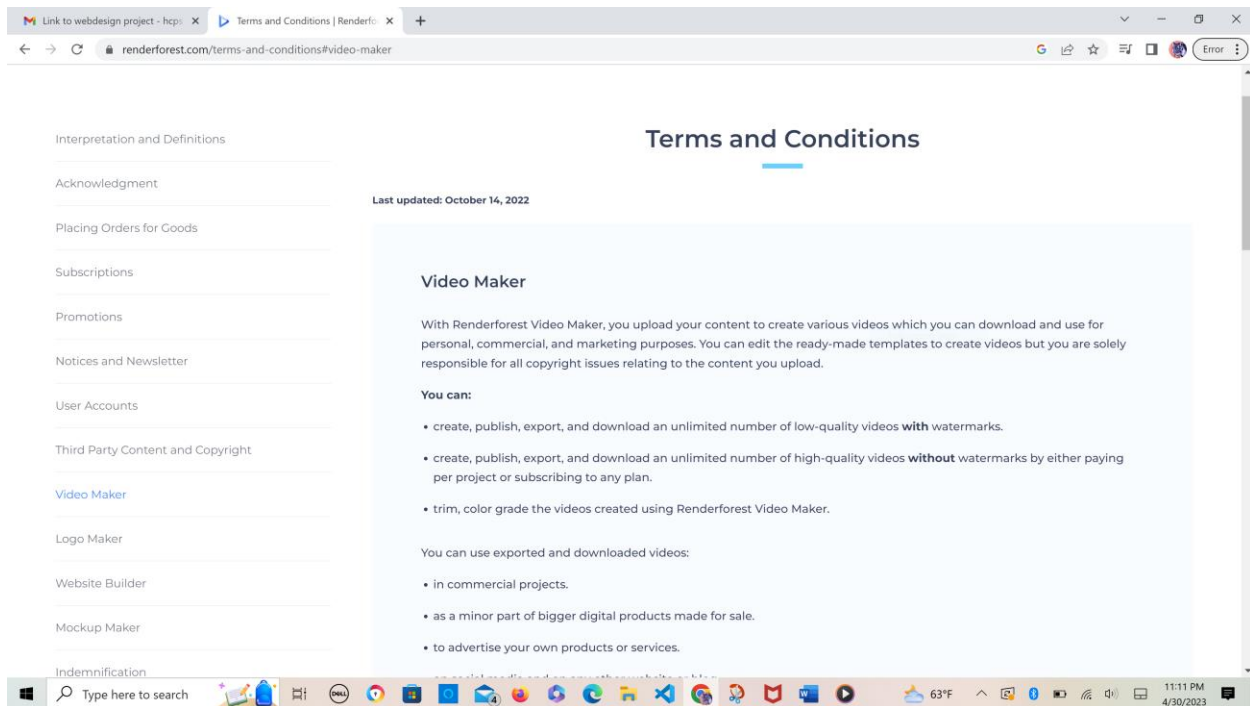 Link to webdesign project - hcps
Terms and Conditions | Renderfo
renderforest.com/terms-and-conditions#video-maker
Error
Interpretation and Definitions
Acknowledgment
Placing Orders for Goods
Subscriptions
Promotions
Notices and Newsletter
User Accounts
Third Party Content and Copyright
Video Maker
Logo Maker
Website Builder
Mockup Maker
Indemnification
Terms and Conditions
Last updated: October 14, 2022
Video Maker
With Renderforest Video Maker, you upload your content to create various videos which you can download and use for
personal, commercial, and marketing purposes. You can edit the ready-made templates to create videos but you are solely
responsible for all copyright issues relating to the content you upload.
You can:
• create, publish, export, and download an unlimited number of low-quality videos with watermarks.
• create, publish, export, and download an unlimited number of high-quality videos without watermarks by either paying
per project or subscribing to any plan.
• trim, color grade the videos created using Renderforest Video Maker.
You can use exported and downloaded videos:
• in commercial projects.
• as a minor part of bigger digital products made for sale.
• to advertise your own products or services.
Type here to search
DELL
4
63°F
11:11 PM
4/30/2023